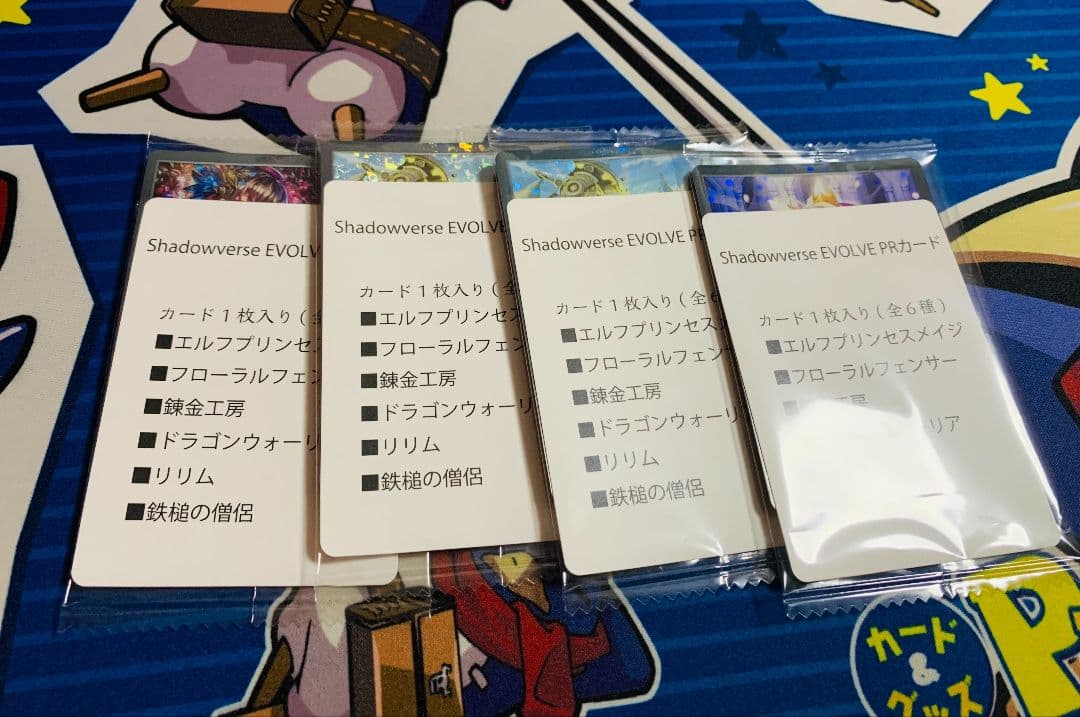 Shadowverse EVOLV
カード１枚入り(全
■エルフプリンセス
■フローラルフェン
■錬金工房
■ドラゴンウォーリ
■リリム
■鉄槌の僧侶
Shadowverse EVOLVE
カード１枚入り(全
■エルフプリンセス
■フローラルフェン
■錬金工房
■ドラゴンウォーリ
■リリム
■鉄槌の僧侶
Shadowverse EVOLVE PR
カード１枚入り(全６
■エルフプリンセス
■フローラルフェン
■錬金工房
■ドラゴンウォーリ
■リリム
■鉄槌の僧侶
Shadowverse EVOLVE PRカード
カード１枚入り(全６種)
■エルフプリンセスメイジ
■フローラルフェンサー
工房
リア
カード
&
グッズ
P